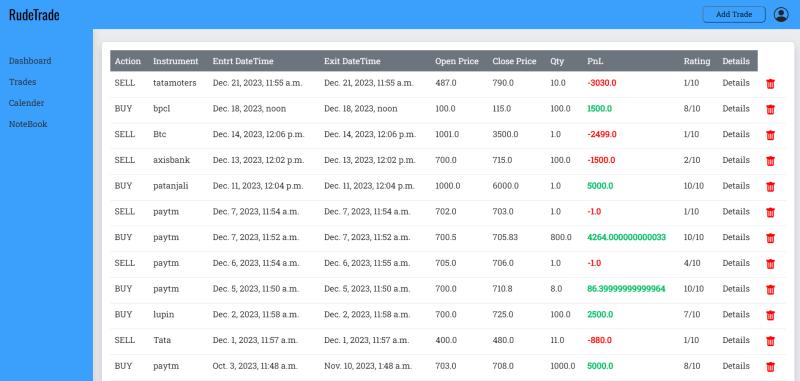 RudeTrade Add Trade
Dashboard
Trades
Calender
NoteBook
Action Instrument Entrt DateTime Exit DateTime Open Price Close Price Qty PnL Rating Details
SELL tatamoters Dec. 21, 2023, 11:55 a.m. Dec. 21, 2023, 11:55 a.m. 487.0 790.0 10.0 -3030.0 1/10 Details
BUY bpcl Dec. 18, 2023, noon Dec. 18, 2023, noon 100.0 115.0 100.0 1500.0 8/10 Details
SELL Btc Dec. 14, 2023, 12:06 p.m. Dec. 14, 2023, 12:06 p.m. 1001.0 3500.0 1.0 -2499.0 1/10 Details
SELL axisbank Dec. 13, 2023, 12:02 p.m. Dec. 13, 2023, 12:02 p.m. 700.0 715.0 100.0 -1500.0 2/10 Details
BUY patanjali Dec. 11, 2023, 12:04 p.m. Dec. 11, 2023, 12:04 p.m. 1000.0 6000.0 1.0 5000.0 10/10 Details
SELL paytm Dec. 7, 2023, 11:54 a.m. Dec. 7, 2023, 11:54 a.m. 702.0 703.0 1.0 -1.0 1/10 Details
BUY paytm Dec. 7, 2023, 11:52 a.m. Dec. 7, 2023, 11:52 a.m. 700.5 705.83 800.0 4264.000000000033 10/10 Details
SELL paytm Dec. 6, 2023, 11:54 a.m. Dec. 6, 2023, 11:55 a.m. 705.0 706.0 1.0 -1.0 4/10 Details
BUY paytm Dec. 5, 2023, 11:50 a.m. Dec. 5, 2023, 11:50 a.m. 700.0 710.8 8.0 86.39999999999964 10/10 Details
BUY lupin Dec. 2, 2023, 11:58 a.m. Dec. 2, 2023, 11:58 a.m. 700.0 725.0 100.0 2500.0 7/10 Details
SELL Tata Dec. 1, 2023, 11:57 a.m. Dec. 1, 2023, 11:57 a.m. 400.0 480.0 11.0 -880.0 1/10 Details
BUY paytm Oct. 3, 2023, 11:48 a.m. Nov. 10, 2023, 1:48 a.m. 703.0 708.0 1000.0 5000.0 8/10 Details